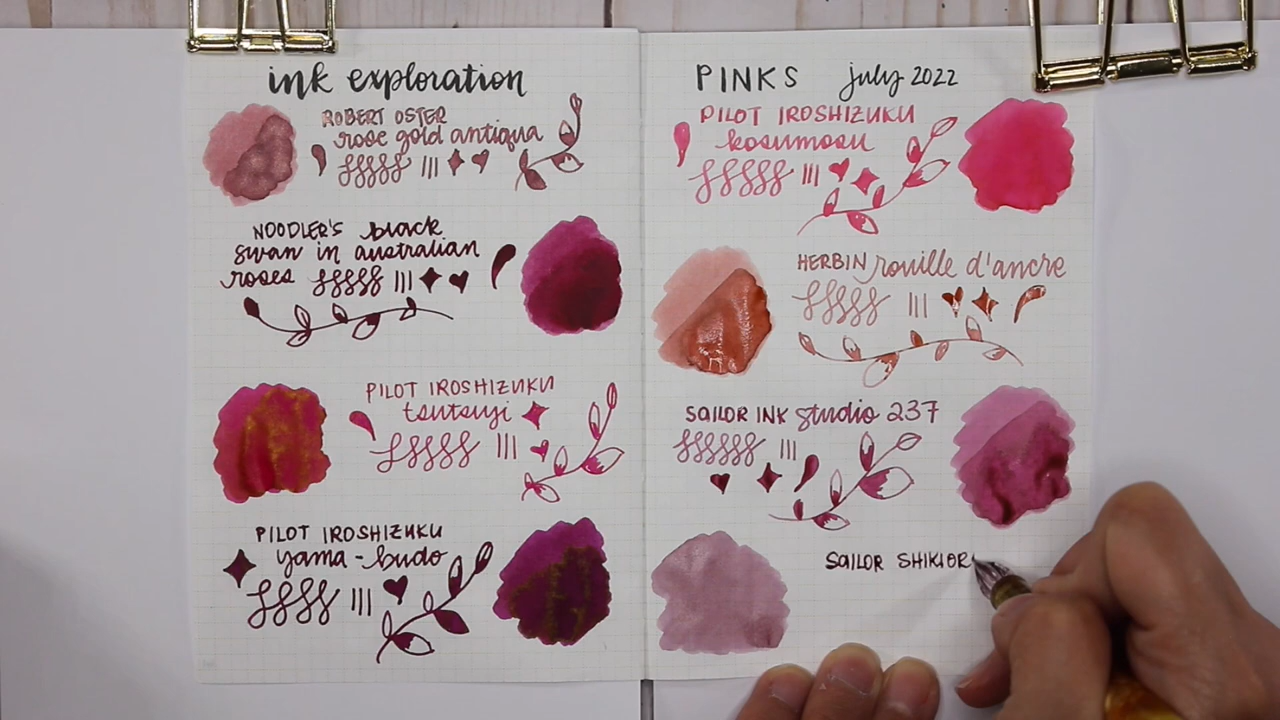 ink exploration
ROBERT OSTER
rose gold antiqua
NOODLER'S black
swan in australian
roses
PILOT IROSHIZUKU
tsutsuji
PILOT IROSHIZUKU
yama-budo
PINKS july 2022
PILOT IROSHIZUKU
kosumosu
HERBIN rouille d'ancre
SAILOR INK studio 237
SAILOR SHIKIOR